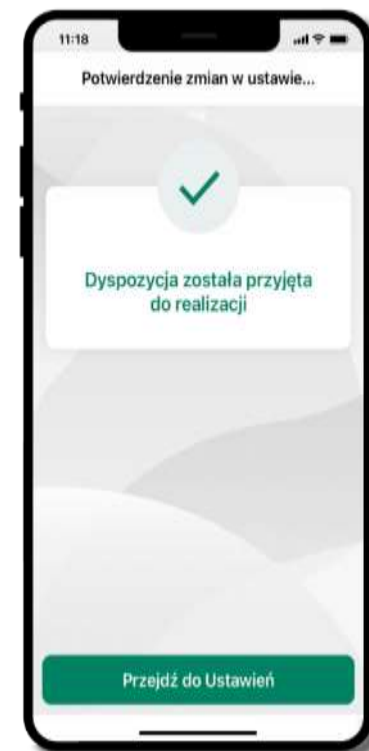 11:18
Potwierdzenie zmian w ustawie...
Dyspozycja została przyjęta
do realizacji
Przejdź do Ustawień